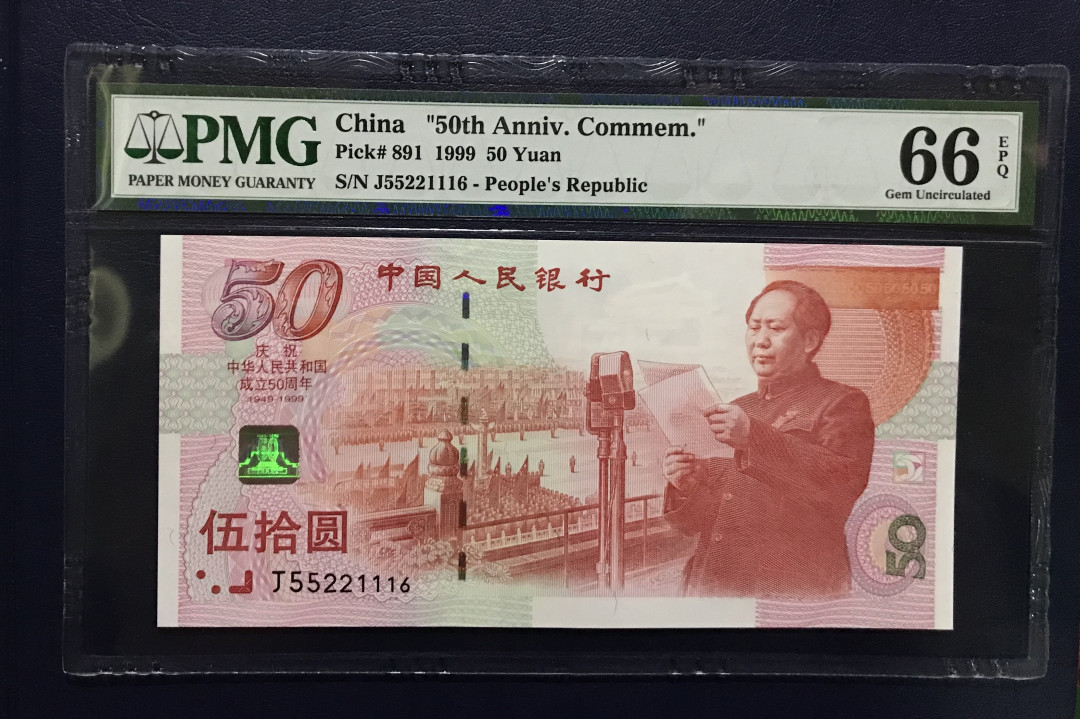 PMG
PAPER MONEY GUARANTY
China "50th Anniv. Commem."
Pick# 891 1999 50 Yuan
S/N J55221116 - People's Republic
66
EPQ
Gem Uncirculated
50
中国人民银行
庆祝
中华人民共和国
成立50周年
1949-1999
50505050
伍拾圆
J55221116
50